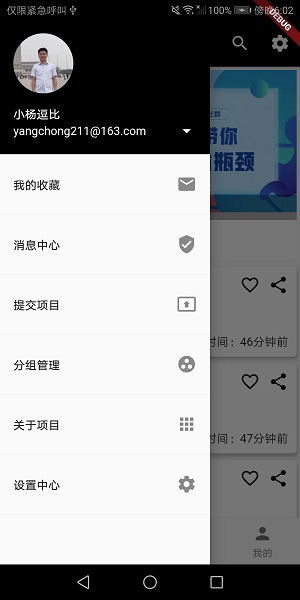 仅限紧急呼叫 100% 傍晚6:02
DEBUG
小杨逗比
yangchong211@163.com
带你
瓶颈
我的收藏
消息中心
提交项目
时间：46分钟前
分组管理
关于项目
时间：47分钟前
设置中心
我的